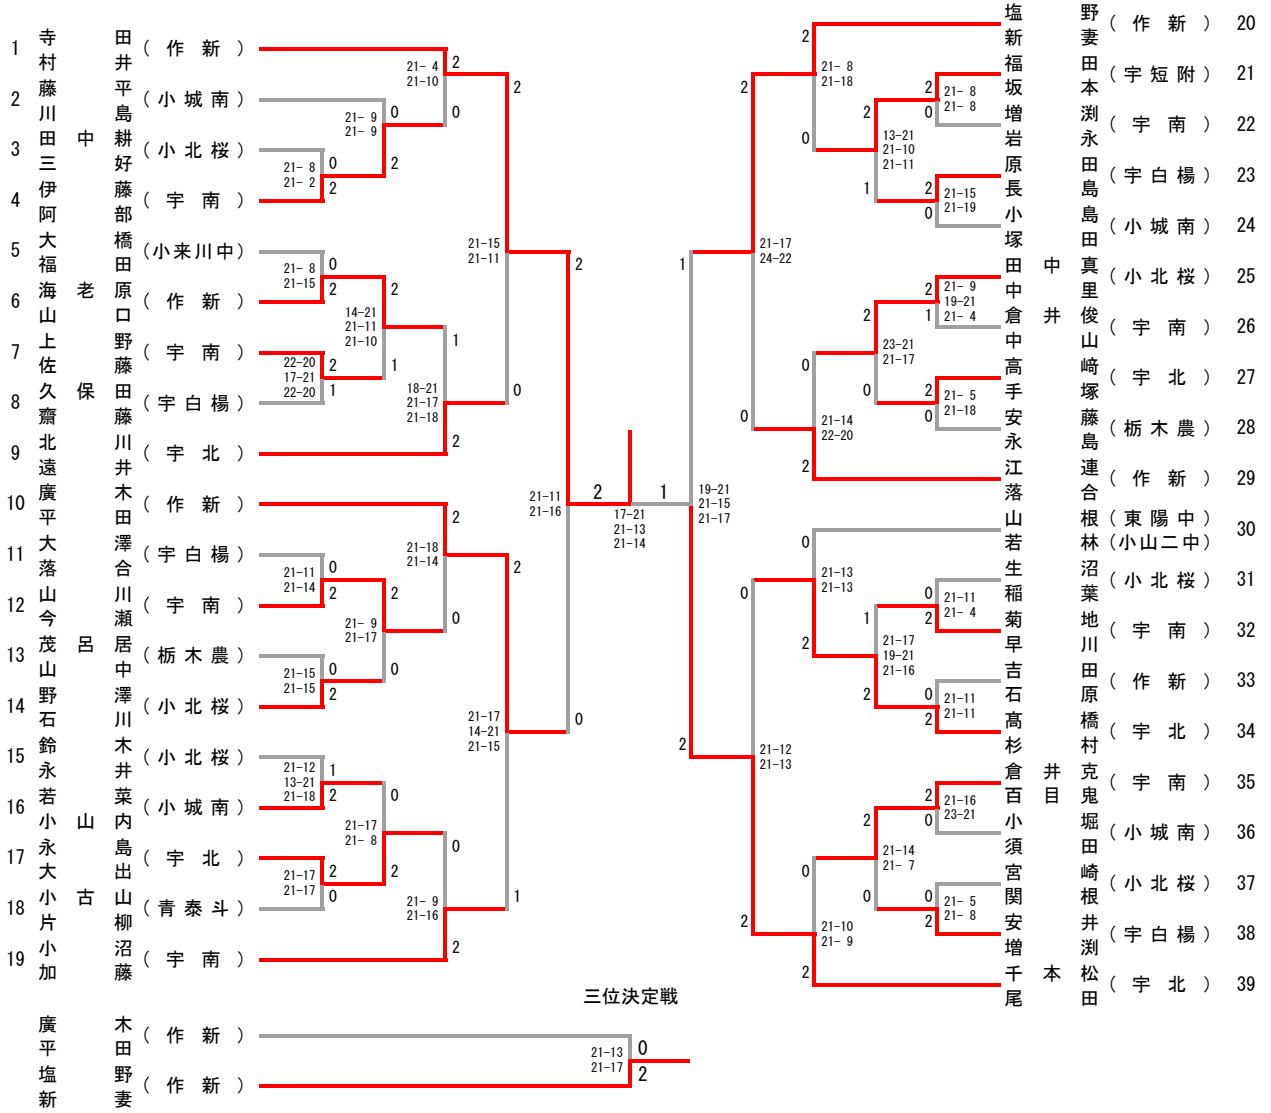 1 寺田 (作新)
村井
2 藤平 (小城南)
川島
3 田中耕 (小北桜)
三好
4 伊藤 (宇南)
阿部
5 大橋 (小来川中)
福田
6 海老原 (作新)
山口
7 上野 (宇南)
佐藤
8 久保田 (宇白楊)
齋藤
9 北川 (宇北)
遠井
10 廣木 (作新)
平田
11 大澤 (宇白楊)
落合
12 山川 (宇南)
今瀬
13 茂呂居 (栃木農)
山中
14 野澤 (小北桜)
石川
15 鈴木 (小北桜)
永井
16 若菜 (小城南)
小山内
17 永島 (宇北)
大出
18 小古山 (青泰斗)
片柳
19 小沼 (宇南)
加藤
21-4
21-10
2
0
21-9
21-9
0
2
21-8
21-2
0
2
2
21-15
21-11
0
21-8
21-15
0
2
14-21
21-11
21-10
2
1
22-20
17-21
22-20
2
1
18-21
21-17
21-18
1
2
2
21-11
21-16
0
21-18
21-14
2
0
21-11
21-14
0
2
21-9
21-17
2
0
21-15
21-15
0
2
2
21-17
14-21
21-15
1
21-12
13-21
21-18
1
2
21-17
21-8
0
2
21-17
21-17
2
0
21-9
21-16
0
2
2
17-21
21-13
21-14
1
塩野 (作新) 20
新妻
福田 (宇短附) 21
坂本
増渕 (宇南) 22
岩永
原田 (宇白楊) 23
長島
小島 (小城南) 24
塚田
田中真 (小北桜) 25
中里
倉井俊 (宇南) 26
中山
高﨑 (宇北) 27
手塚
安藤 (栃木農) 28
永島
江連 (作新) 29
落合
山根 (東陽中) 30
若林 (小山二中)
生沼 (小北桜) 31
稲葉
菊地 (宇南) 32
早川
吉田 (作新) 33
石原
髙橋 (宇北) 34
杉村
倉井克 (宇南) 35
百目鬼
小堀 (小城南) 36
須田
宮崎 (小北桜) 37
関根
安井 (宇白楊) 38
増渕
千本松 (宇北) 39
尾田
2
21-8
21-18
0
2
21-8
21-8
0
2
13-21
21-10
21-11
1
2
21-15
21-19
0
2
21-17
24-22
0
2
21-9
19-21
21-4
1
2
23-21
21-17
0
2
21-5
21-18
0
0
21-14
22-20
2
1
19-21
21-15
21-17
2
0
21-13
21-13
2
0
21-11
21-4
2
1
21-17
19-21
21-16
2
0
21-11
21-11
2
0
21-12
21-13
2
2
21-16
23-21
0
2
21-14
21-7
0
0
21-5
21-8
2
0
21-10
21-9
2
三位決定戦
廣木 (作新)
平田
塩野 (作新)
新妻
21-13
21-17
0
2